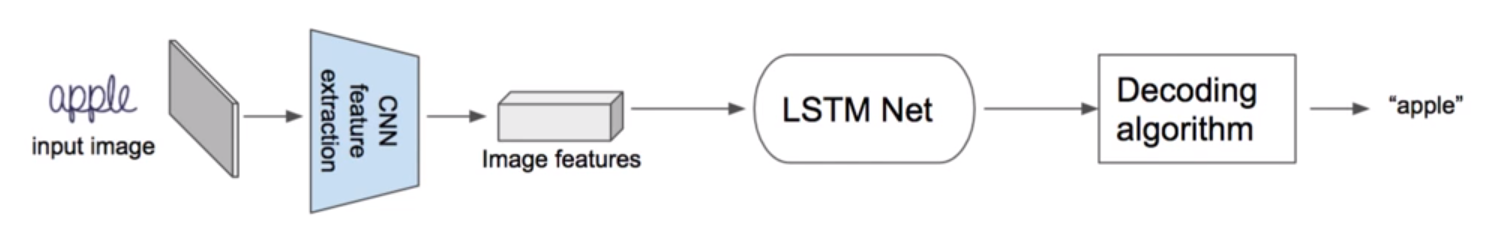 apple
input image
CNN
feature
extraction
Image features
LSTM Net
Decoding
algorithm
“apple”